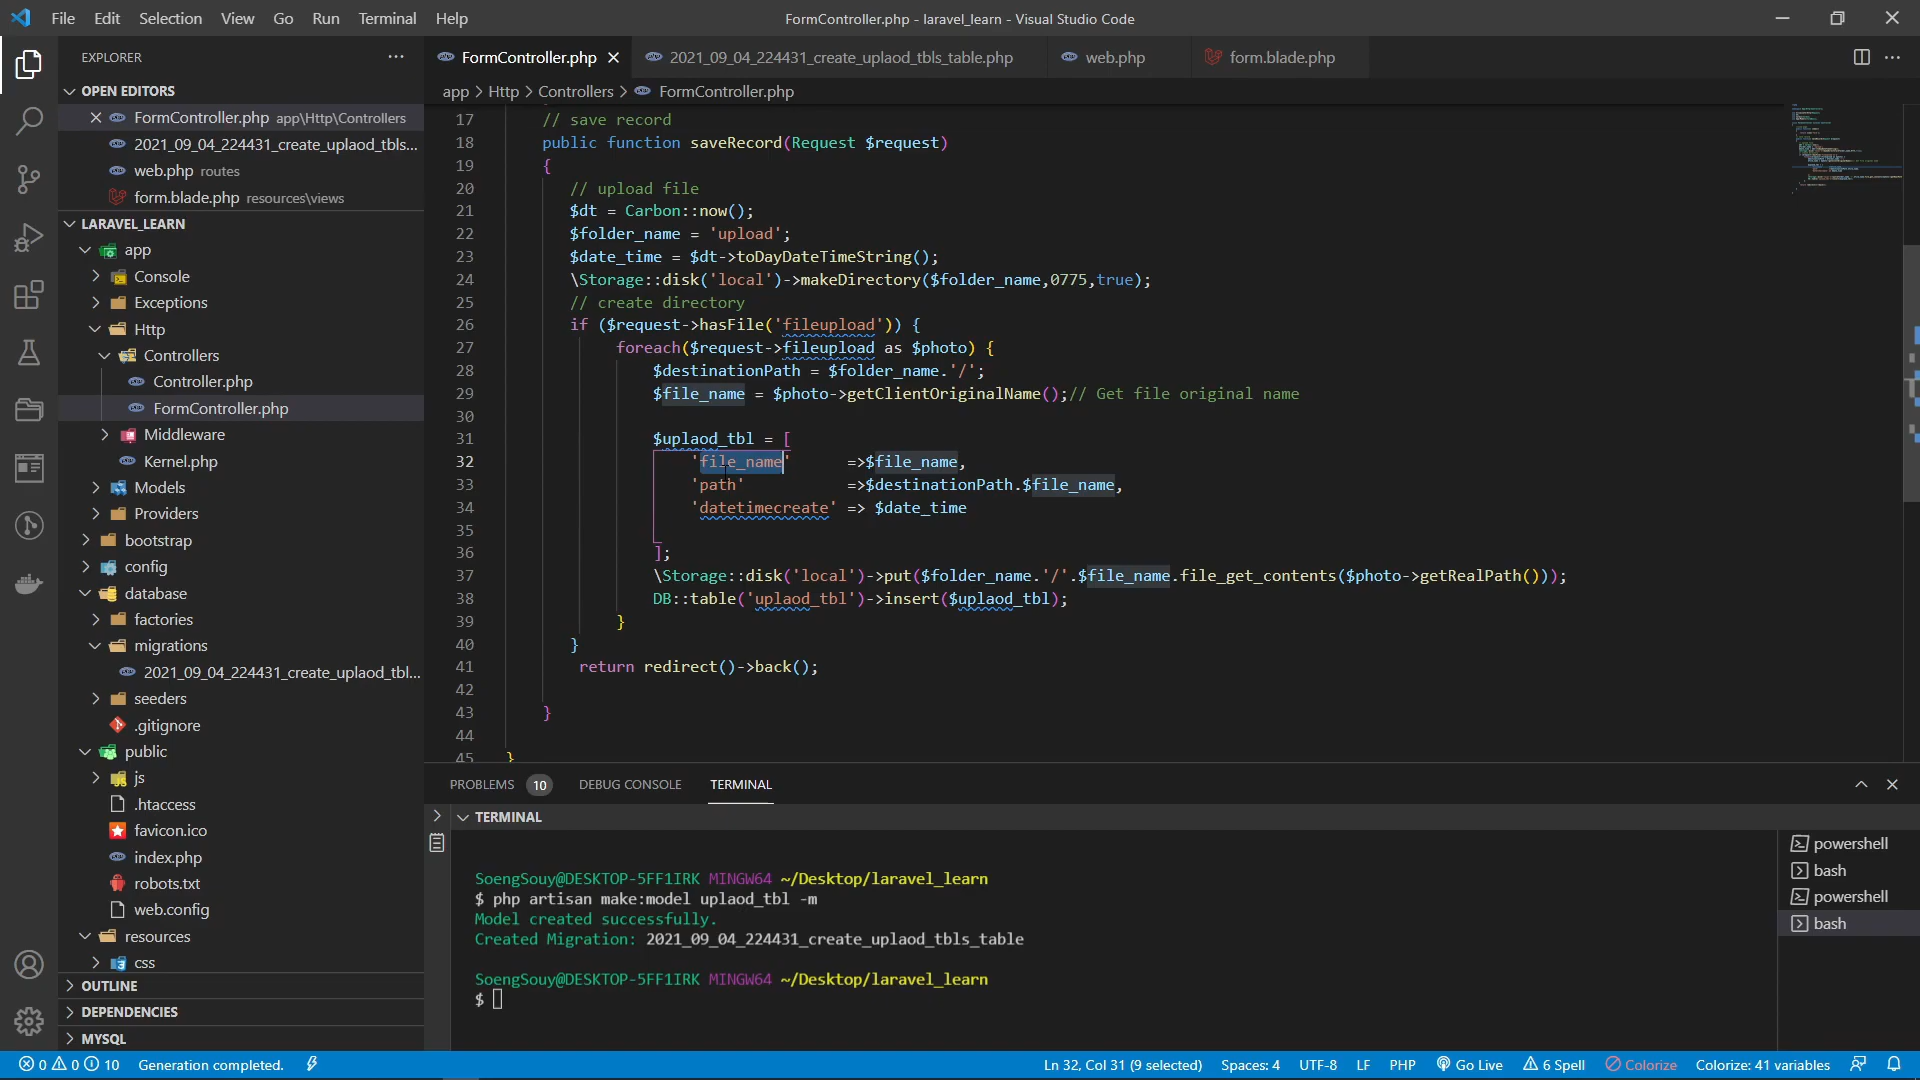 File Edit Selection View Go Run Terminal Help
FormController.php - laravel_learn - Visual Studio Code
EXPLORER
OPEN EDITORS
FormController.php app\Http\Controllers
2021_09_04_224431_create_uplaod_tbls...
web.php routes
form.blade.php resources\views
LARAVEL_LEARN
app
Console
Exceptions
Http
Controllers
Controller.php
FormController.php
Middleware
Kernel.php
Models
Providers
bootstrap
config
database
factories
migrations
2021_09_04_224431_create_uplaod_tbl...
seeders
.gitignore
public
js
.htaccess
favicon.ico
index.php
robots.txt
web.config
resources
css
OUTLINE
DEPENDENCIES
MYSQL
FormController.php 2021_09_04_224431_create_uplaod_tbls_table.php web.php form.blade.php
app > Http > Controllers > FormController.php
17 // save record
18 public function saveRecord(Request $request)
19 {
20 // upload file
21 $dt = Carbon::now();
22 $folder_name = 'upload';
23 $date_time = $dt->toDayDateTimeString();
24 \Storage::disk('local')->makeDirectory($folder_name,0775,true);
25 // create directory
26 if ($request->hasFile('fileupload')) {
27 foreach($request->fileupload as $photo) {
28 $destinationPath = $folder_name.'/';
29 $file_name = $photo->getClientOriginalName();// Get file original name
30
31 $uplaod_tbl = [
32 'file_name' =>$file_name,
33 'path' =>$destinationPath.$file_name,
34 'datetimecreate' => $date_time
35
36 ];
37 \Storage::disk('local')->put($folder_name.'/'.$file_name.file_get_contents($photo->getRealPath()));
38 DB::table('uplaod_tbl')->insert($uplaod_tbl);
39 }
40 }
41 return redirect()->back();
42
43 }
44
45 }
PROBLEMS 10 DEBUG CONSOLE TERMINAL
TERMINAL
SoengSouy@DESKTOP-5FF1IRK MINGW64 ~/Desktop/laravel_learn
$ php artisan make:model uplaod_tbl -m
Model created successfully.
Created Migration: 2021_09_04_224431_create_uplaod_tbls_table
SoengSouy@DESKTOP-5FF1IRK MINGW64 ~/Desktop/laravel_learn
$
powershell
bash
powershell
bash
0 0 10 Generation completed. Ln 32, Col 31 (9 selected) Spaces: 4 UTF-8 LF PHP Go Live 6 Spell Colorize Colorize: 41 variables